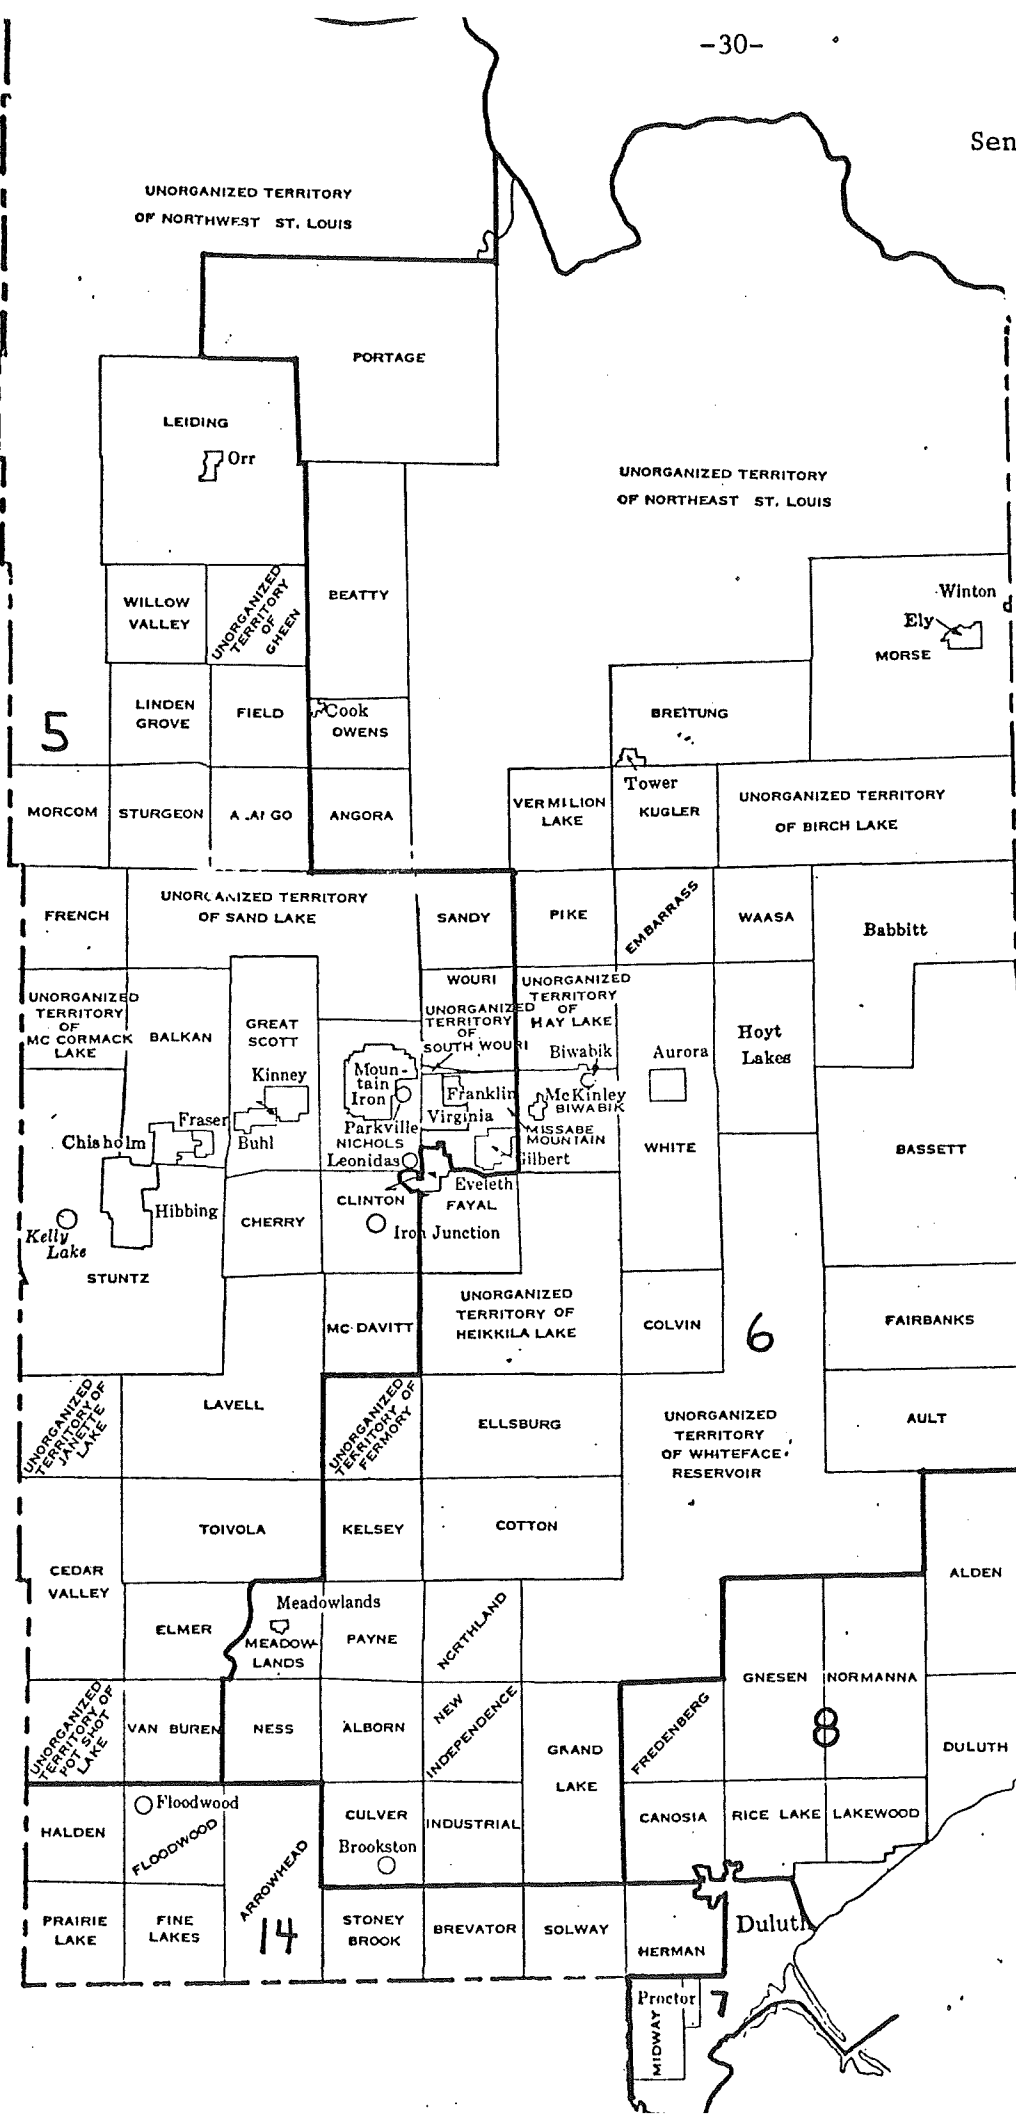 -30-
Sen
UNORGANIZED TERRITORY
OF NORTHWEST ST. LOUIS
PORTAGE
LEIDING
Orr
UNORGANIZED TERRITORY
OF NORTHEAST ST. LOUIS
WILLOW
VALLEY
UNORGANIZED
TERRITORY
OF
GHEEN
BEATTY
Winton
Ely
MORSE
LINDEN
GROVE
FIELD
Cook
OWENS
BREITUNG
5
Tower
MORCOM
STURGEON
ANGORA
VERMILION
LAKE
KUGLER
UNORGANIZED TERRITORY
OF BIRCH LAKE
FRENCH
UNORGANIZED TERRITORY
OF SAND LAKE
SANDY
PIKE
EMBARRASS
WAASA
Babbitt
UNORGANIZED
TERRITORY
OF
MC CORMACK
LAKE
BALKAN
GREAT
SCOTT
WOURI
UNORGANIZED
TERRITORY
OF
SOUTH WOURI
UNORGANIZED
TERRITORY
OF
HAY LAKE
Hoyt
Lakes
Kinney
Moun-
tain
Iron
Biwabik
Aurora
Franklin
McKinley
BIWABIK
Fraser
Buhl
Parkville
Virginia
MISSABE
MOUNTAIN
Chisholm
NICHOLS
Leonidas
Gilbert
WHITE
BASSETT
Eveleth
CLINTON
FAYAL
Hibbing
CHERRY
Iron Junction
Kelly
Lake
STUNTZ
MC DAVITT
UNORGANIZED
TERRITORY OF
HEIKKILA LAKE
COLVIN
6
FAIRBANKS
UNORGANIZED
TERRITORY OF
JANETTE
LAKE
LAVELL
UNORGANIZED
TERRITORY OF
FERMORY
ELLSBURG
UNORGANIZED
TERRITORY
OF WHITEFACE
RESERVOIR
AULT
TOIVOLA
KELSEY
COTTON
CEDAR
VALLEY
ALDEN
ELMER
Meadowlands
MEADOW-
LANDS
PAYNE
NORTHLAND
GNESEN
NORMANNA
UNORGANIZED
TERRITORY OF
POT SHOT
LAKE
VAN BUREN
NESS
ALBORN
NEW
INDEPENDENCE
GRAND
LAKE
FREDENBERG
8
DULUTH
Floodwood
HALDEN
FLOODWOOD
ARROWHEAD
CULVER
Brookston
INDUSTRIAL
CANOSIA
RICE LAKE
LAKEWOOD
PRAIRIE
LAKE
FINE
LAKES
14
STONEY
BROOK
BREVATOR
SOLWAY
HERMAN
Duluth
Proctor
7
MIDWAY